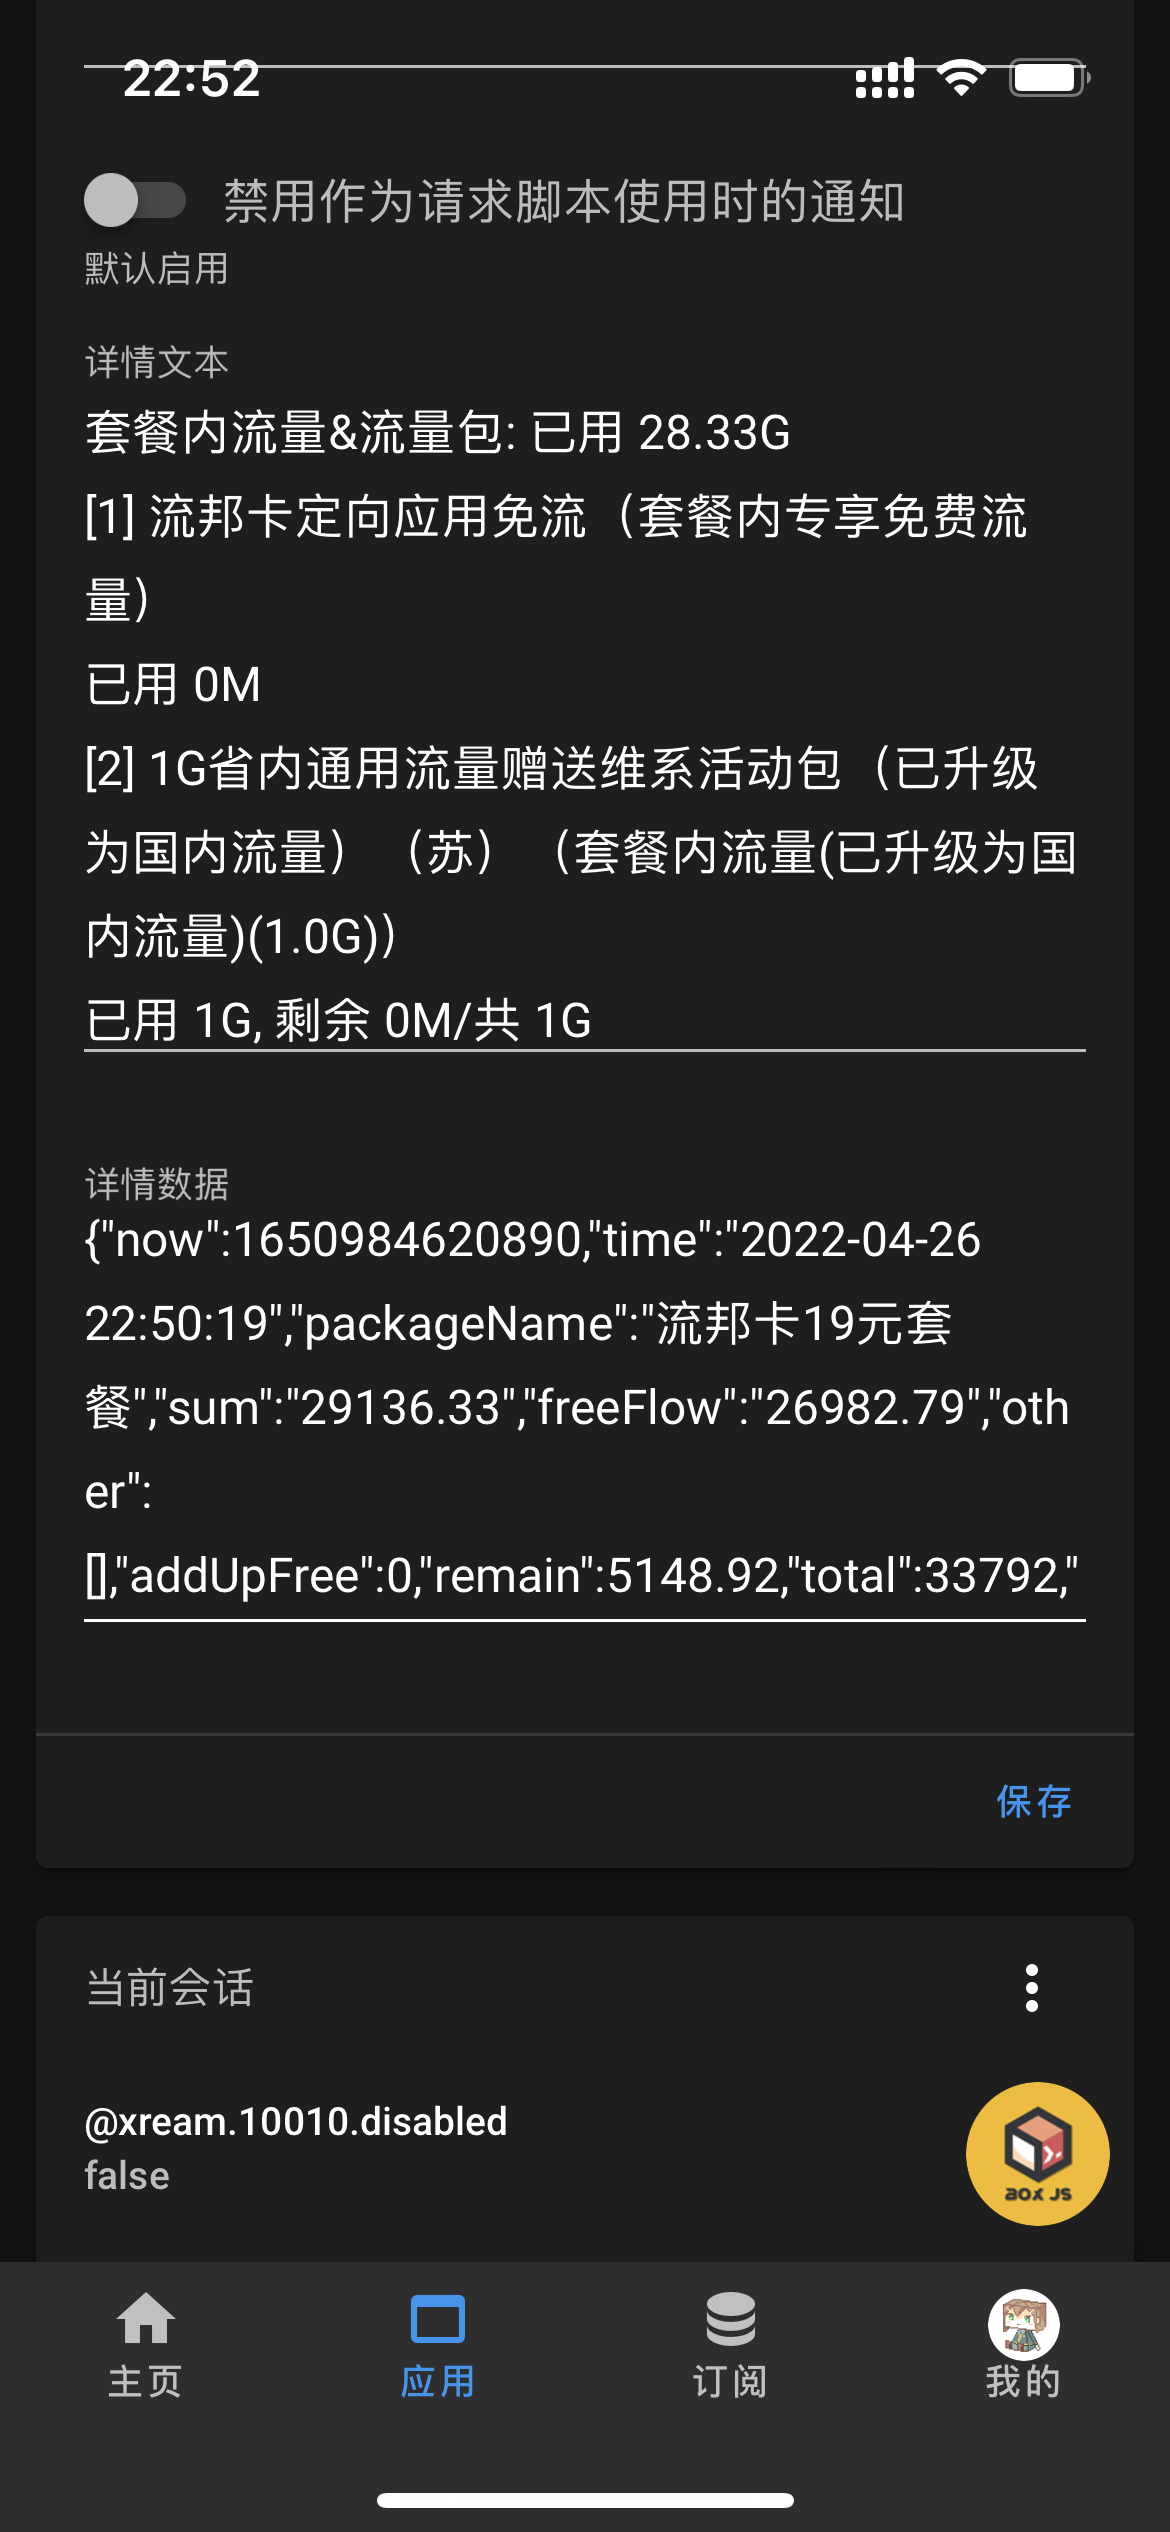 22:52
禁用作为请求脚本使用时的通知
默认启用
详情文本
套餐内流量&流量包: 已用 28.33G
[1] 流邦卡定向应用免流（套餐内专享免费流
量）
已用 0M
[2] 1G省内通用流量赠送维系活动包（已升级
为国内流量）（苏）（套餐内流量(已升级为国
内流量)(1.0G)）
已用 1G, 剩余 0M/共 1G
详情数据
{"now":1650984620890,"time":"2022-04-26
22:50:19","packageName":"流邦卡19元套
餐","sum":"29136.33","freeFlow":"26982.79","oth
er":
[],"addUpFree":0,"remain":5148.92,"total":33792,"
保存
当前会话
@xream.10010.disabled
false
BOX JS
主页
应用
订阅
我的